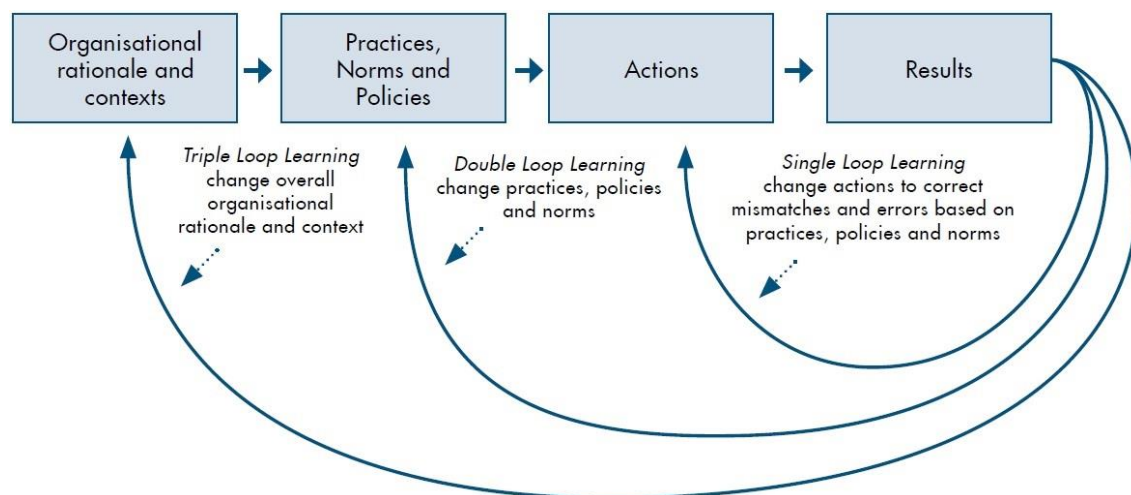 Organisational
rationale and
contexts
Practices,
Norms and
Policies
Actions
Results
Triple Loop Learning
change overall
organisational
rationale and context
Double Loop Learning
change practices, policies
and norms
Single Loop Learning
change actions to correct
mismatches and errors based on
practices, policies and norms